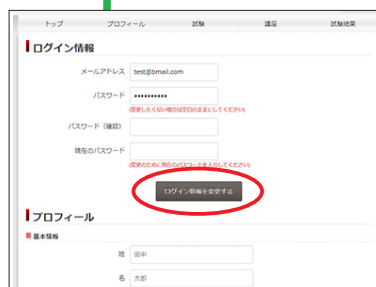 トップ プロフィール 試験 講座 試験結果
ログイン情報
メールアドレス test@bmail.com
パスワード ••••••••••
(変更したくない場合は空白のままにしてください)
パスワード（確認）
現在のパスワード
(変更のために現在のパスワードを入力してください)
ログイン情報を変更する
プロフィール
基本情報
姓 田中
名 太郎